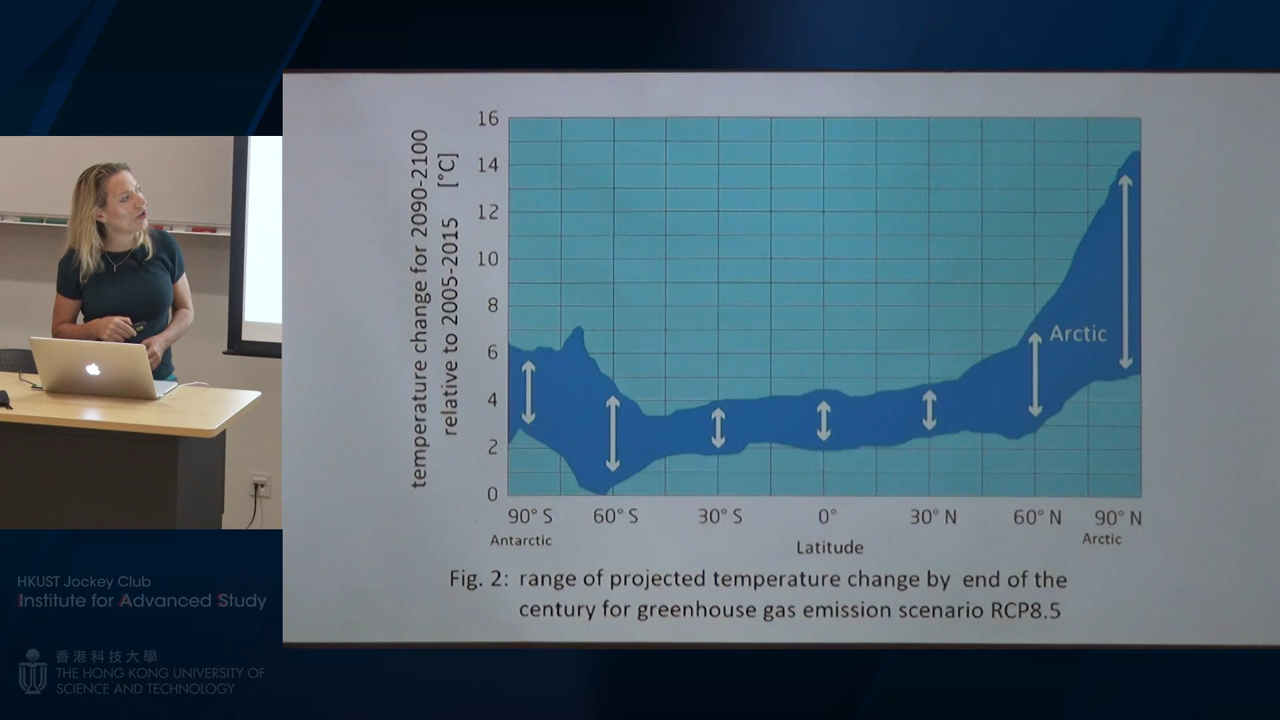 16
14
12
10
8
6
4
2
0
temperature change for 2090-2100
relative to 2005-2015 [°C]
Arctic
90° S
60° S
30° S
0°
30° N
60° N
90° N
Antarctic
Arctic
Latitude
Fig. 2: range of projected temperature change by end of the
century for greenhouse gas emission scenario RCP8.5
HKUST Jockey Club
Institute for Advanced Study
香港科技大學
THE HONG KONG UNIVERSITY OF
SCIENCE AND TECHNOLOGY